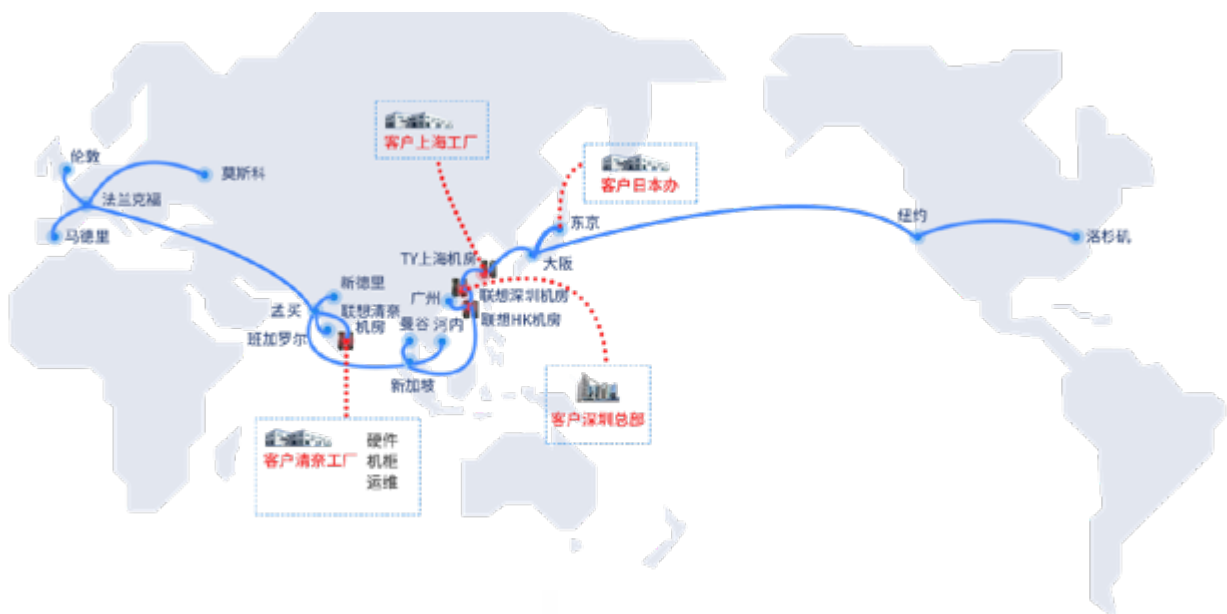 客户上海工厂
伦敦
莫斯科
客户日本办
法兰克福
马德里
东京
纽约
洛杉矶
TY上海机房
大阪
新德里
广州
联想深圳机房
孟买
联想清奈
机房
联想HK机房
班加罗尔
曼谷
河内
新加坡
客户深圳总部
客户清奈工厂
硬件
机柜
运维